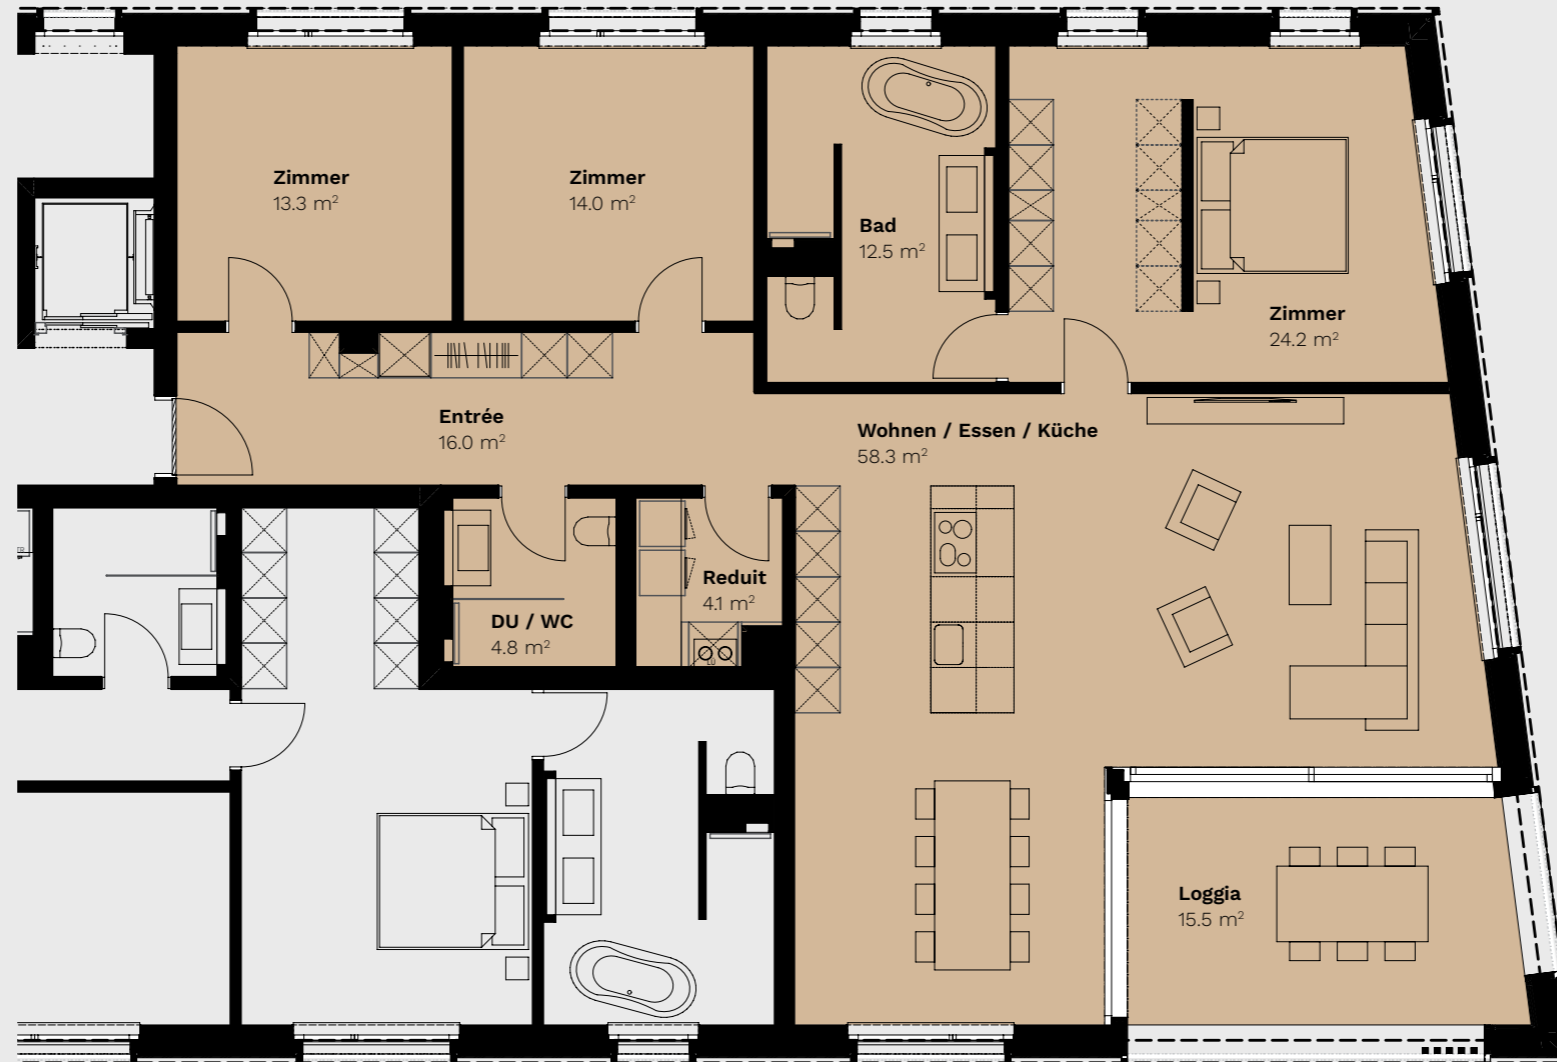 Zimmer
13.3 m²
Zimmer
14.0 m²
Bad
12.5 m²
Zimmer
24.2 m²
Entrée
16.0 m²
Wohnen / Essen / Küche
58.3 m²
Reduit
4.1 m²
DU / WC
4.8 m²
Loggia
15.5 m²